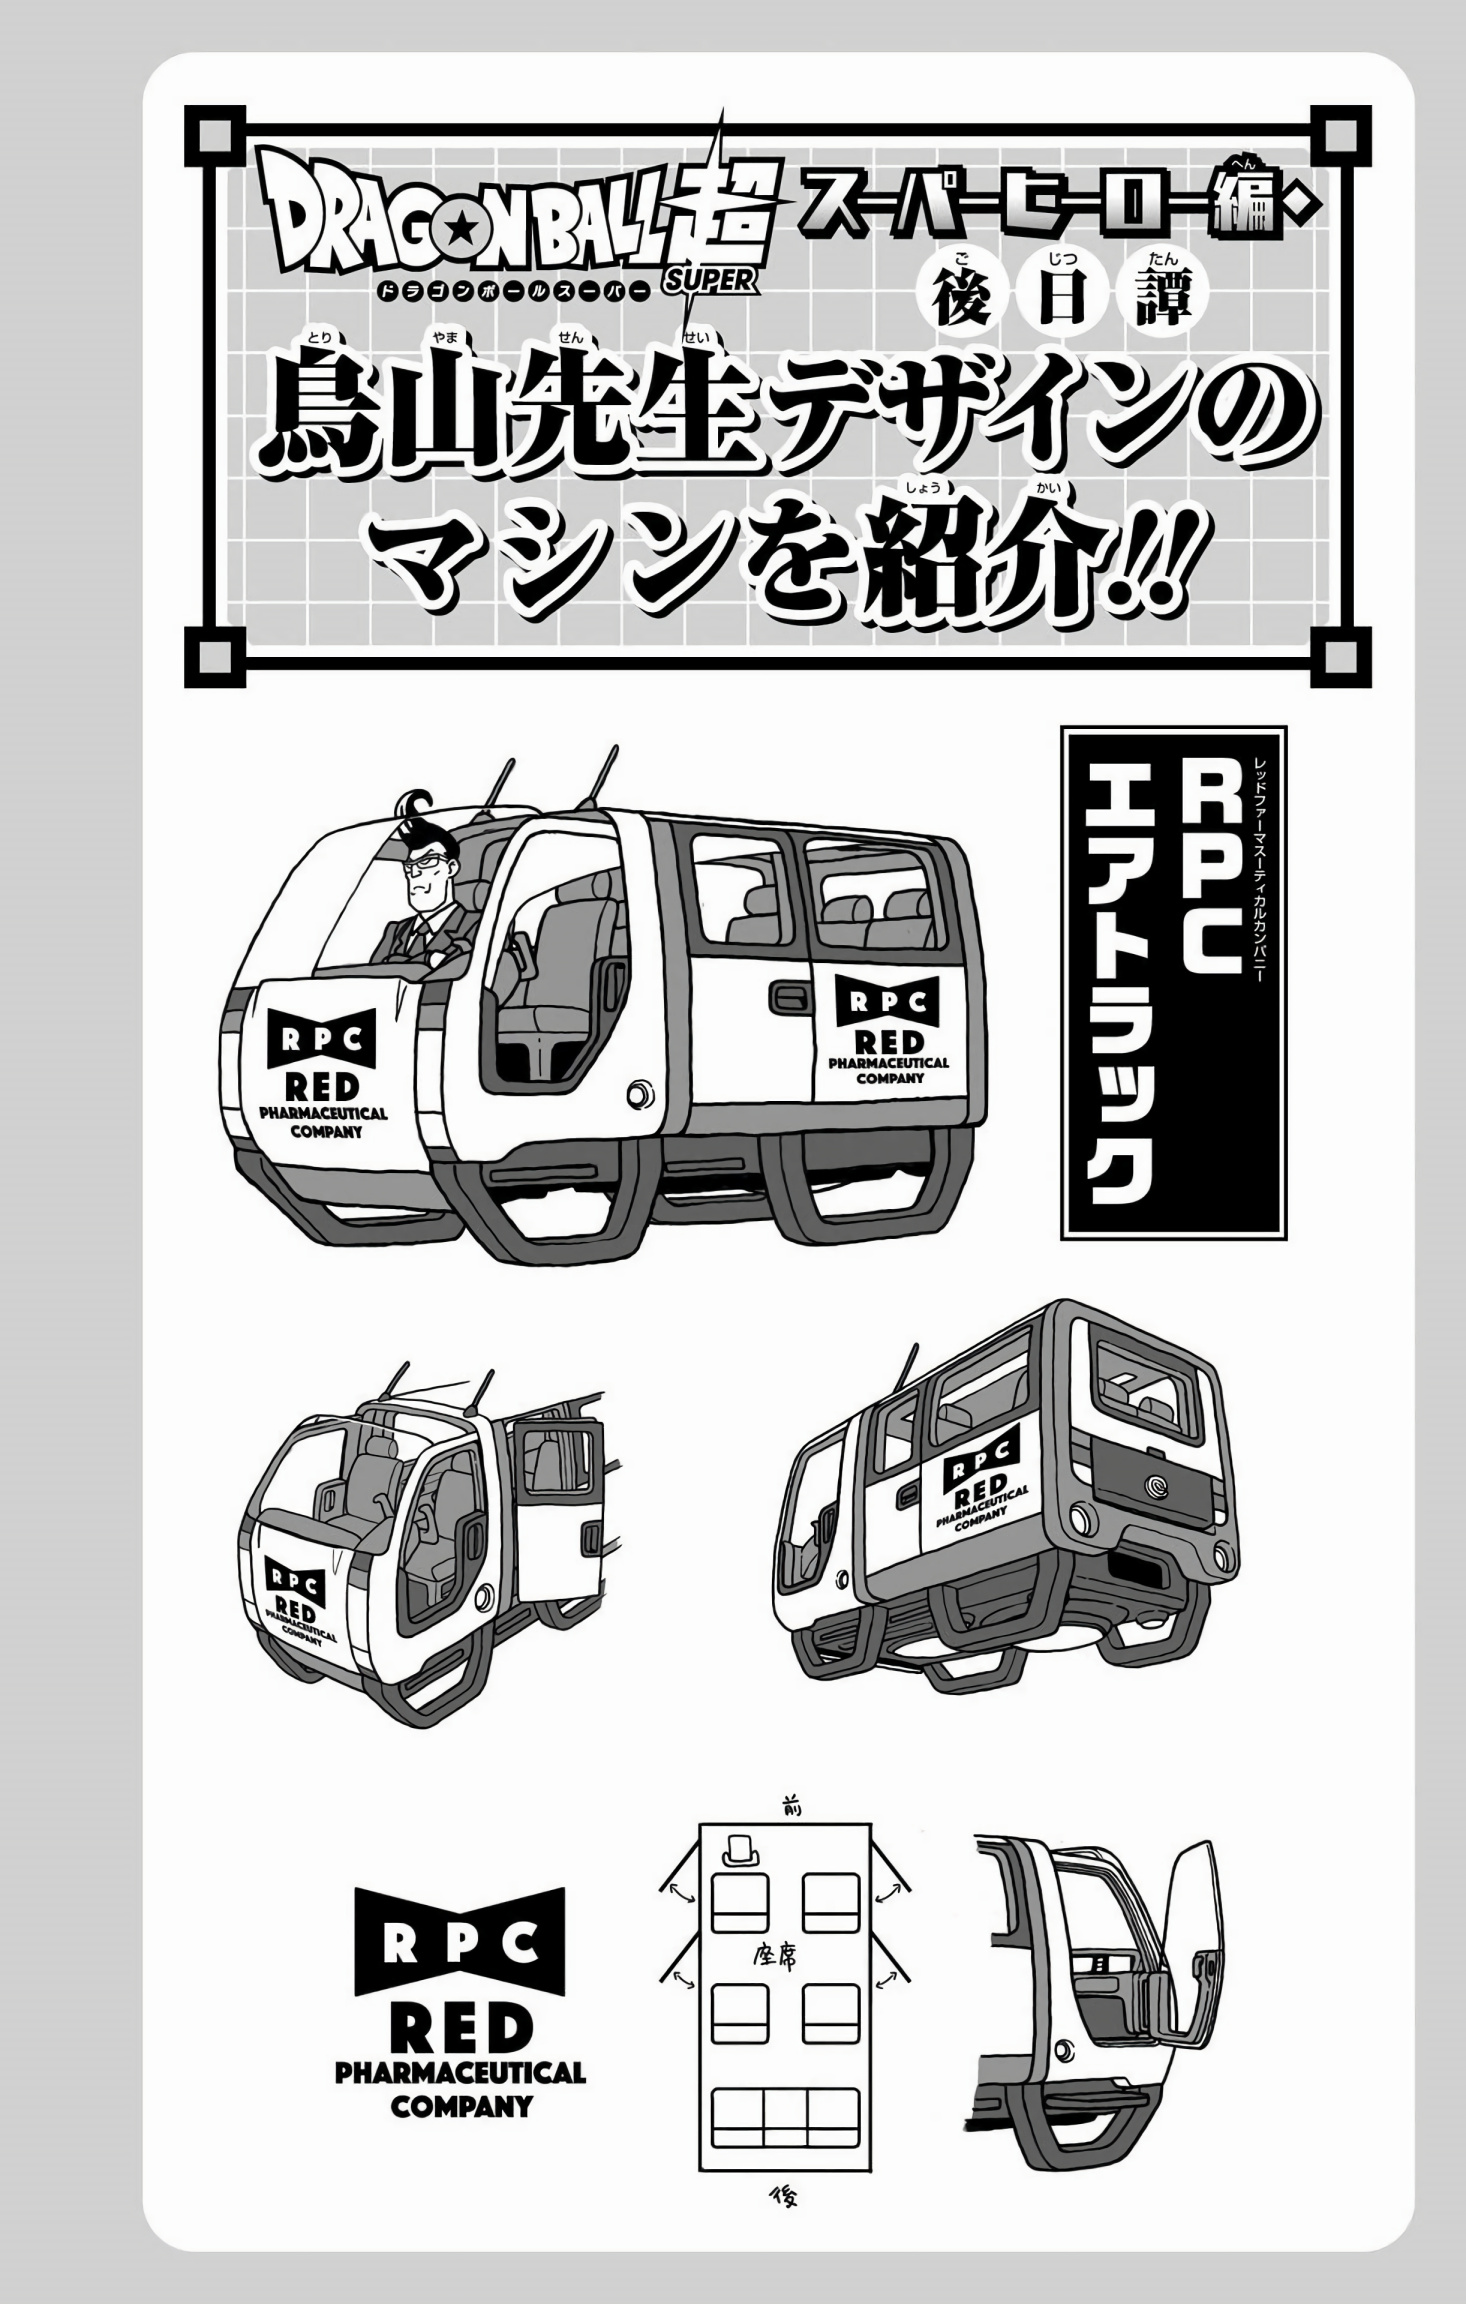 DRAGON BALL超 スーパーヒーロー編
SUPER
ドラゴンボールスーパー
後日譚
鳥山先生デザインの
マシンを紹介!!
RPC
レッドファーマスーティカルカンパニー
エアトラック
RPC
RED
PHARMACEUTICAL
COMPANY
RPC
RED
PHARMACEUTICAL
COMPANY
RPC
RED
PHARMACEUTICAL
COMPANY
RPC
RED
PHARMACEUTICAL
COMPANY
RPC
RED
PHARMACEUTICAL
COMPANY
前
座席
後